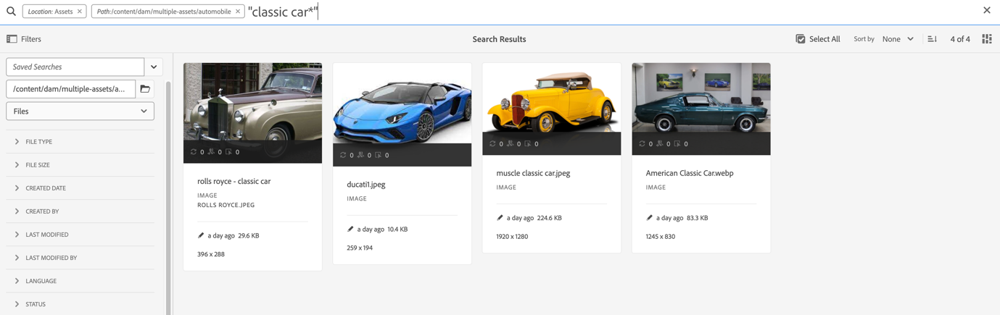 Location: Assets × Path:/content/dam/multiple-assets/automobile × "classic car*"
Filters Search Results Select All Sort by None 4 of 4
Saved Searches
/content/dam/multiple-assets/a...
Files
FILE TYPE
FILE SIZE
CREATED DATE
CREATED BY
LAST MODIFIED
LAST MODIFIED BY
LANGUAGE
STATUS
0 0 0
rolls royce - classic car
IMAGE
ROLLS ROYCE.JPEG
a day ago 29.6 KB
396 x 288
0 0 0
ducati1.jpeg
IMAGE
a day ago 10.4 KB
259 x 194
0 0 0
muscle classic car.jpeg
IMAGE
a day ago 224.6 KB
1920 x 1280
0 0 0
American Classic Car.webp
IMAGE
a day ago 83.3 KB
1245 x 830